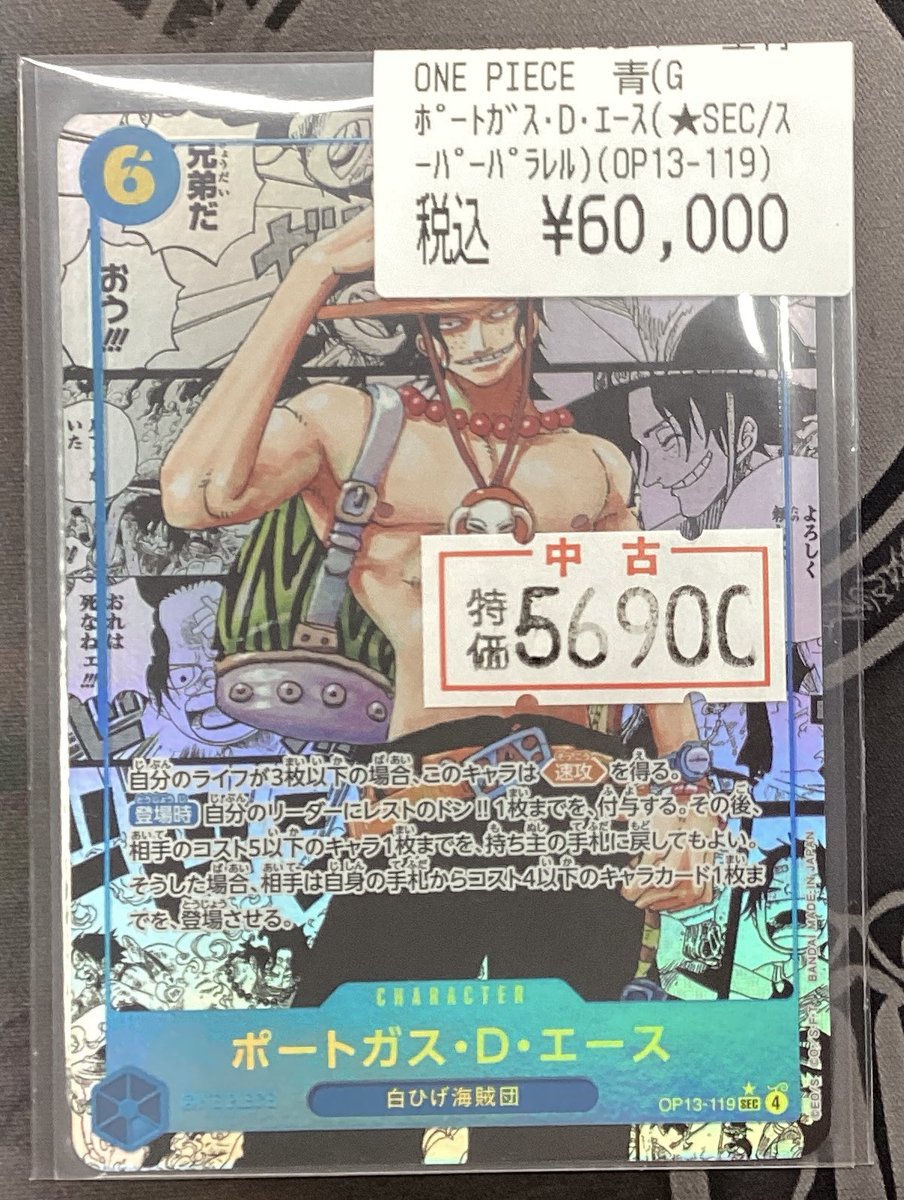 ONE PIECE 青(G
ﾎﾟｰﾄｶﾞｽ・D・ｴｰｽ(★SEC/ｽ
ｰﾊﾟｰﾊﾟﾗﾚﾙ)(OP13-119)
税込 ¥60,000
6
兄弟だ
おう!!!
いた
よろしく
おれは
死なねェ!!!
中古
特価 56900
自分のライフが3枚以下の場合、このキャラは 速攻 を得る。
登場時 自分のリーダーにレストのドン!!1枚までを、付与する。その後、
相手のコスト5以下のキャラ1枚までを、持ち主の手札に戻してもよい。
そうした場合、相手は自身の手札からコスト4以下のキャラカード1枚ま
でを、登場させる。
CHARACTER
ポートガス・D・エース
白ひげ海賊団
OP13-119 SEC ★ 4
BANDAI MADE IN JAPAN